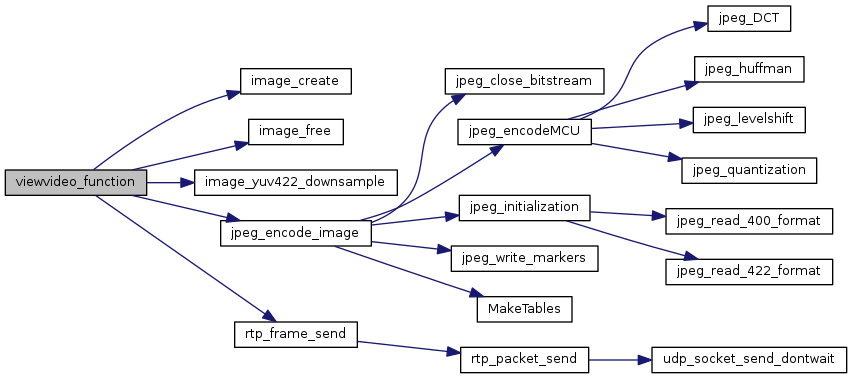 viewvideo_function
image_create
image_free
image_yuv422_downsample
jpeg_encode_image
rtp_frame_send
jpeg_close_bitstream
jpeg_encodeMCU
jpeg_initialization
jpeg_write_markers
MakeTables
rtp_packet_send
jpeg_DCT
jpeg_huffman
jpeg_levelshift
jpeg_quantization
jpeg_read_400_format
jpeg_read_422_format
udp_socket_send_dontwait